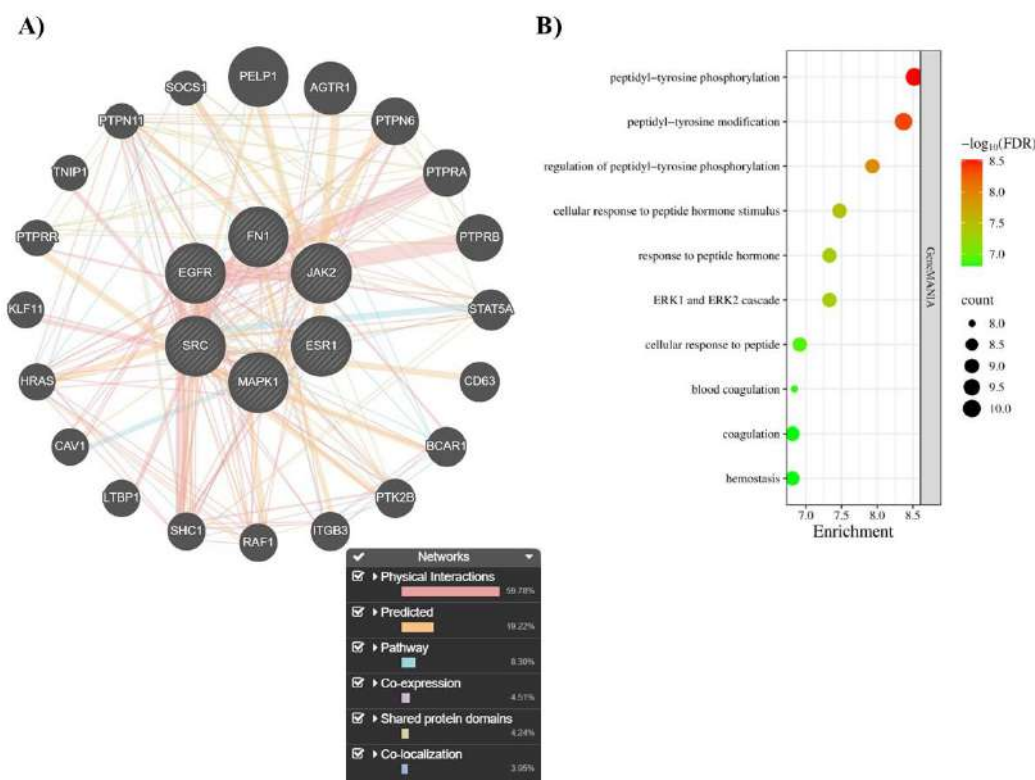 A)
PELP1
SOCS1
AGTR1
PTPN11
PTPN6
TNIP1
PTPRA
FN1
PTPRR
PTPRB
EGFR
JAK2
KLF11
STAT5A
SRC
ESR1
HRAS
MAPK1
CD63
CAV1
BCAR1
LTBP1
PTK2B
SHC1
RAF1
ITGB3
Networks
Physical Interactions
Predicted
19.22%
Pathway
Co-expression
4.51%
Shared protein domains
4.24%
Co-localization
3.95%
B)
peptidyl-tyrosine phosphorylation
peptidyl-tyrosine modification
regulation of peptidyl-tyrosine phosphorylation
cellular response to peptide hormone stimulus
response to peptide hormone
ERK1 and ERK2 cascade
cellular response to peptide
blood coagulation
coagulation
hemostasis
7.0 7.5 8.0 8.5
Enrichment
GeneMANIA
−log10(FDR)
8.5
8.0
7.5
7.0
count
8.0
8.5
9.0
9.5
10.0